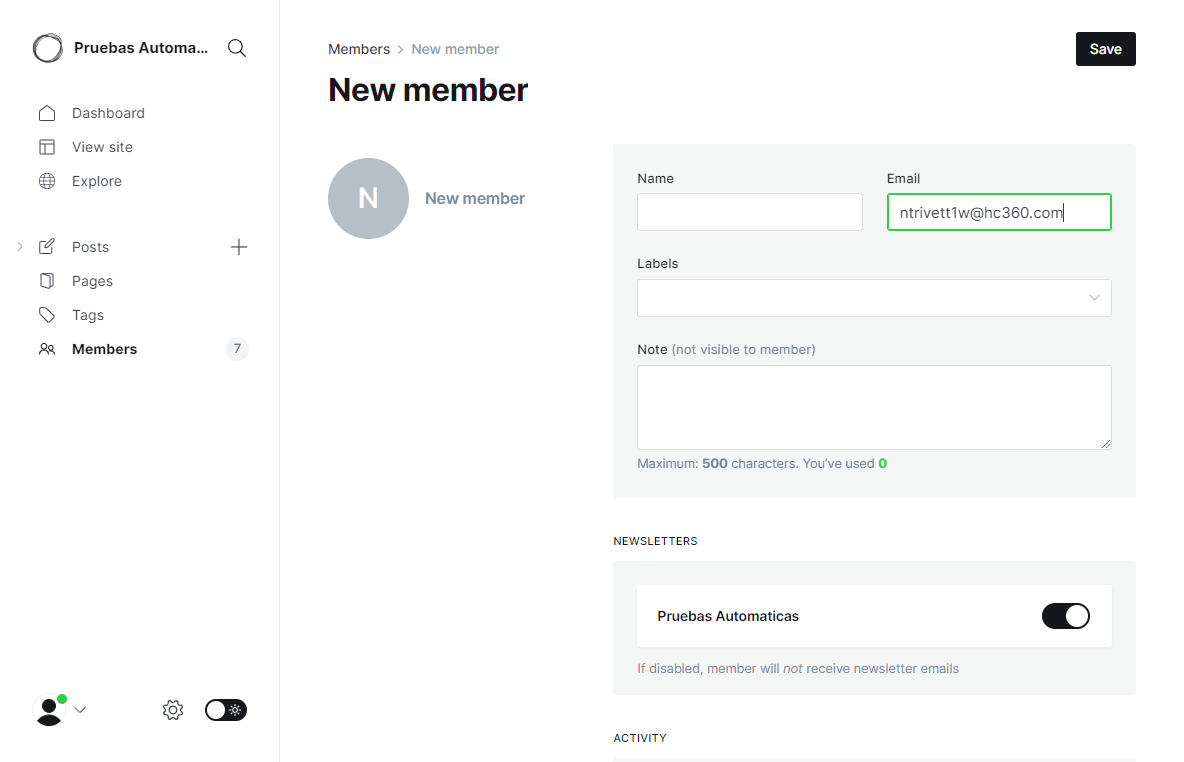 Pruebas Automa...
Dashboard
View site
Explore
Posts
Pages
Tags
Members
7
Members > New member
Save
New member
N
New member
Name
Email
ntrivett1w@hc360.com
Labels
Note (not visible to member)
Maximum: 500 characters. You’ve used 0
NEWSLETTERS
Pruebas Automaticas
If disabled, member will not receive newsletter emails
ACTIVITY